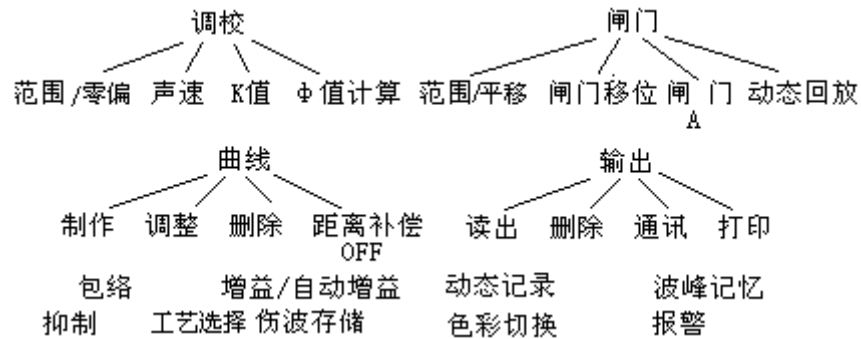 调校 闸门
范围/零偏 声速 K值 Φ值计算 范围/平移 闸门移位 闸 门 动态回放
A
曲线 输出
制作 调整 删除 距离补偿 读出 删除 通讯 打印
OFF
包络 增益/自动增益 动态记录 波峰记忆
抑制 工艺选择 伤波存储 色彩切换 报警